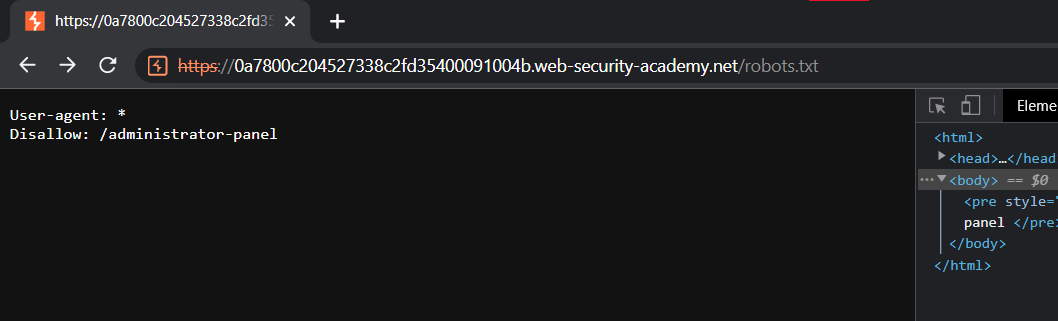 https://0a7800c204527338c2fd35
https://0a7800c204527338c2fd35400091004b.web-security-academy.net/robots.txt
User-agent: *
Disallow: /administrator-panel
Eleme
<html>
<head>…</head
<body> == $0
<pre style="
panel </pre>
</body>
</html>